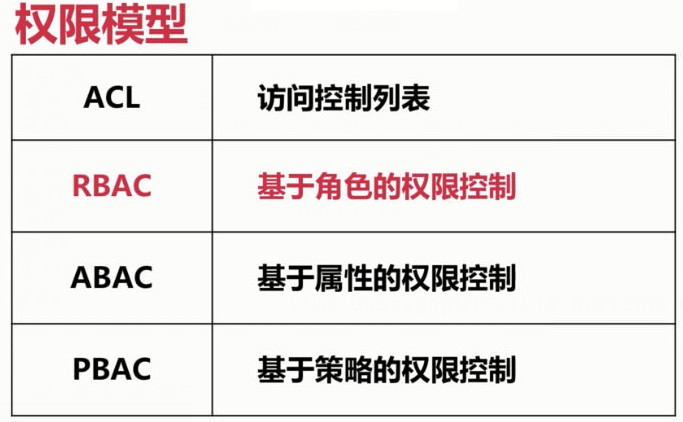 权限模型
ACL 访问控制列表
RBAC 基于角色的权限控制
ABAC 基于属性的权限控制
PBAC 基于策略的权限控制